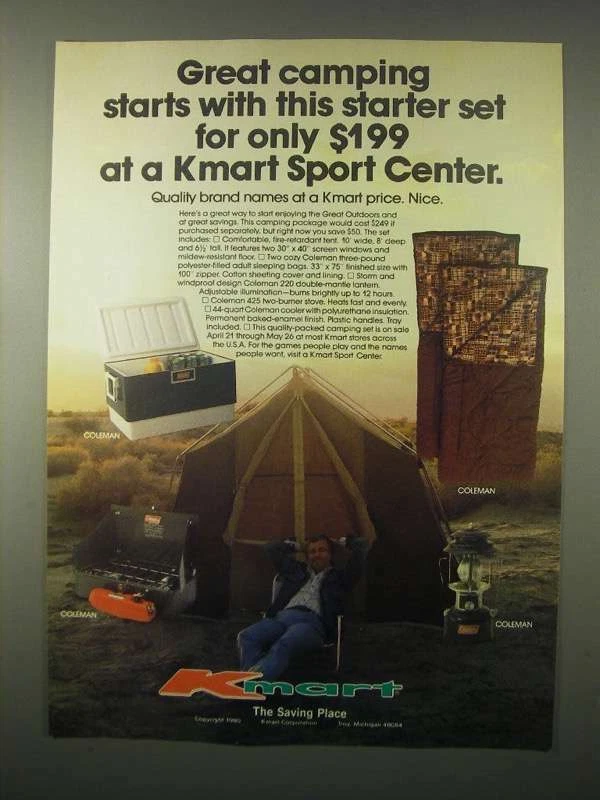 Great camping
starts with this starter set
for only $199
at a Kmart Sport Center.
Quality brand names at a Kmart price. Nice.
Here's a great way to start enjoying the Great Outdoors and
at great savings. This camping package would cost $249 if
purchased separately, but right now you save $50. The set
includes: ☐ Comfortable, fire-retardant tent. 10' wide, 8' deep
and 6½' tall. It features two 30" x 40" screen windows and
mildew-resistant floor. ☐ Two cozy Coleman three-pound
polyester-filled adult sleeping bags. 33" x 75" finished size with
100" zipper. Cotton sheeting cover and lining. ☐ Storm and
windproof design Coleman 220 double-mantle lantern.
Adjustable illumination—burns brightly up to 12 hours.
☐ Coleman 425 two-burner stove. Heats fast and evenly.
☐ 44-quart Coleman cooler with polyurethane insulation.
Permanent baked-enamel finish. Plastic handles. Tray
included. ☐ This quality-packed camping set is on sale
April 21 through May 26 at most Kmart stores across
the U.S.A. For the games people play and the names
people want, visit a Kmart Sport Center.
COLEMAN
COLEMAN
COLEMAN
COLEMAN
Kmart
The Saving Place
Copyright 1980 Kmart Corporation Troy, Michigan 48084